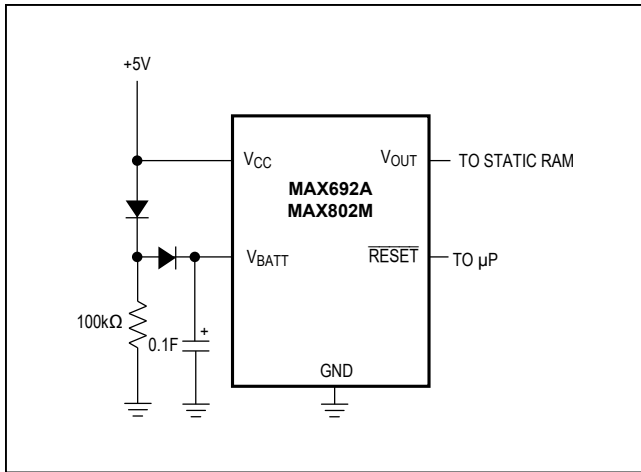 +5V
VCC
VOUT
TO STATIC RAM
MAX692A
MAX802M
VBATT
RESET
TO µP
100kΩ
0.1F
+
GND